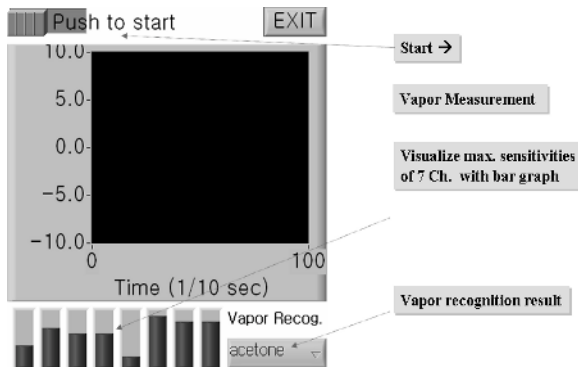 Push to start
EXIT
Start →
10.0
5.0
0.0
−5.0
−10.0
0
100
Time (1/10 sec)
Vapor Measurement
Visualize max. sensitivities
of 7 Ch. with bar graph
Vapor Recog.
acetone
Vapor recognition result